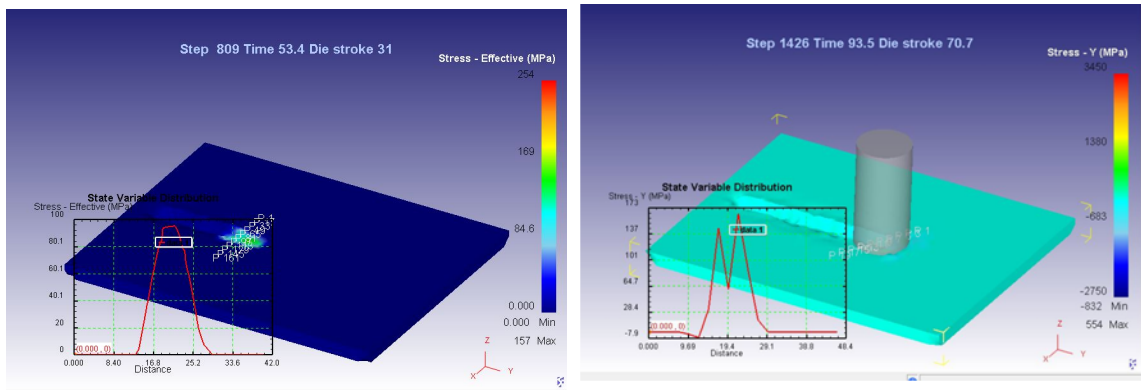 Step 809 Time 53.4 Die stroke 31
Stress - Effective (MPa)
254
169
84.6
0.000
0.000 Min
157 Max
State Variable Distribution
Stress - Effective (MPa)
100
80.1
60.1
40.1
20
0
(0.000 , 0)
0.000 8.40 16.8 25.2 33.6 42.0
Distance
Z
X Y
Step 1426 Time 93.5 Die stroke 70.7
Stress - Y (MPa)
3450
1380
-683
-2750
-832 Min
554 Max
State Variable Distribution
Stress - Y (MPa)
173
137
101
64.7
28.4
-7.9
data 1
(0.000 , 0)
0.000 9.69 19.4 29.1 38.7 48.4
Distance
Z
X Y